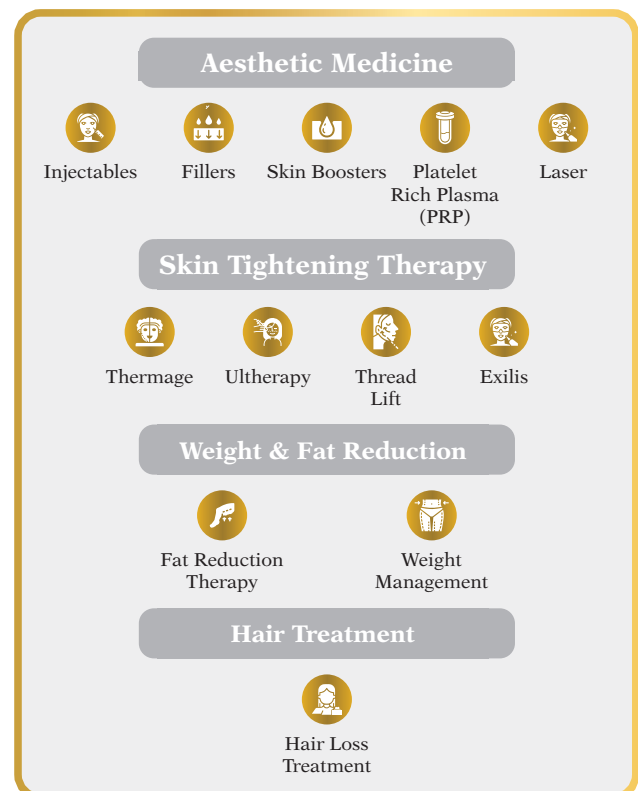 Aesthetic Medicine
Injectables
Fillers
Skin Boosters
Platelet
Rich Plasma
(PRP)
Laser
Skin Tightening Therapy
Thermage
Ultherapy
Thread
Lift
Exilis
Weight & Fat Reduction
Fat Reduction
Therapy
Weight
Management
Hair Treatment
Hair Loss
Treatment